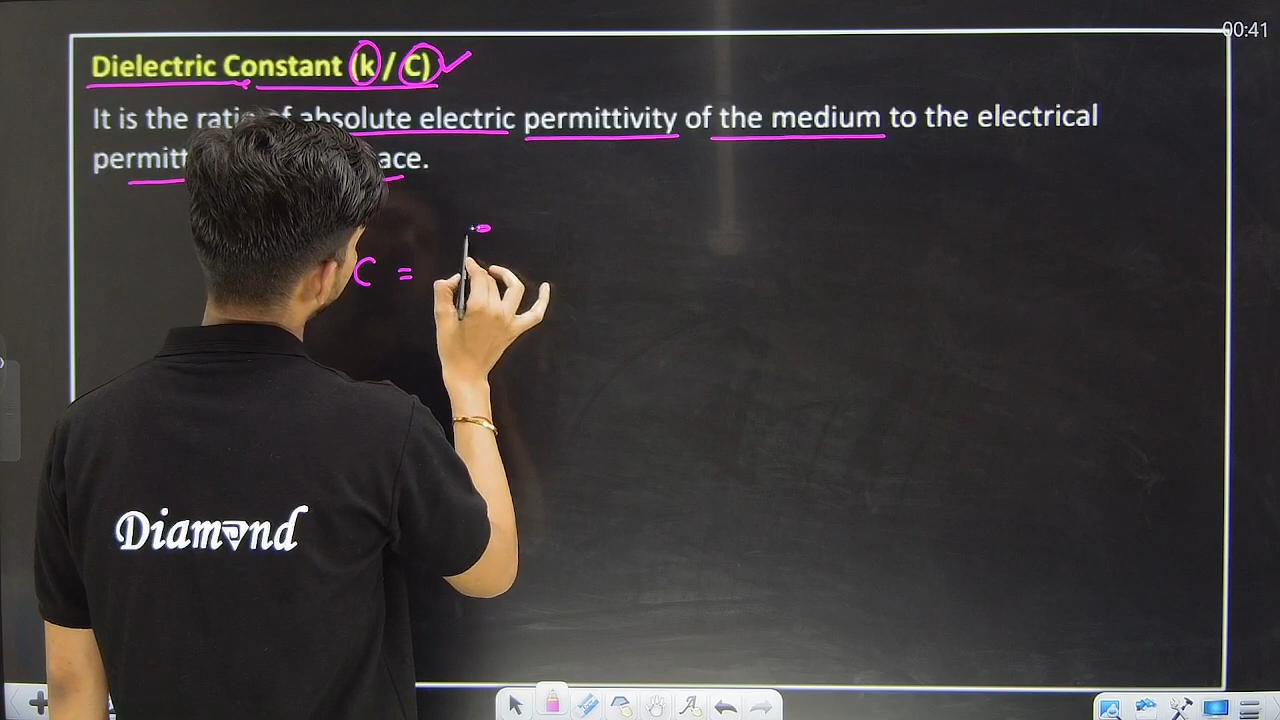 00:41
Dielectric Constant (k / C)
It is the ratio of absolute electric permittivity of the medium to the electrical
ace.
C =
Diamond